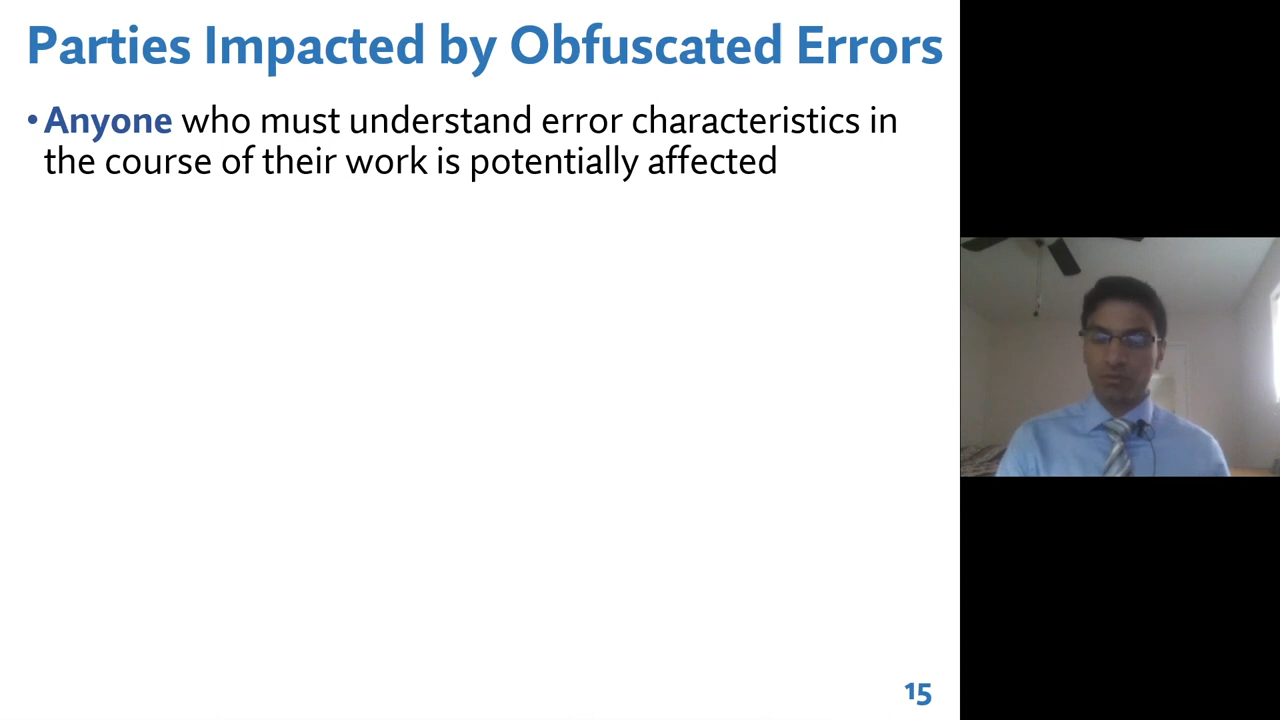 Parties Impacted by Obfuscated Errors
• Anyone who must understand error characteristics in
the course of their work is potentially affected
15